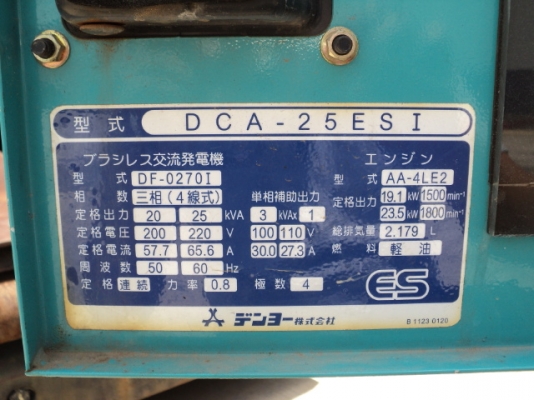 型式 DCA-25ESI
ブラシレス交流発電機 エンジン
型式 DF-0270I 型式 AA-4LE2
相数 三相(4線式) 単相補助出力 定格出力 19.1 kW 1500 min⁻¹
定格出力 20 25 kVA 3 kVAx 1 23.5 kW 1800 min⁻¹
定格電圧 200 220 V 100 110 V 総排気量 2.179 L
定格電流 57.7 65.6 A 30.0 27.3 A 燃料 軽油
周波数 50 60 Hz
定格 連続 力率 0.8 極数 4 ES
デンヨー株式会社 B 1123 0120